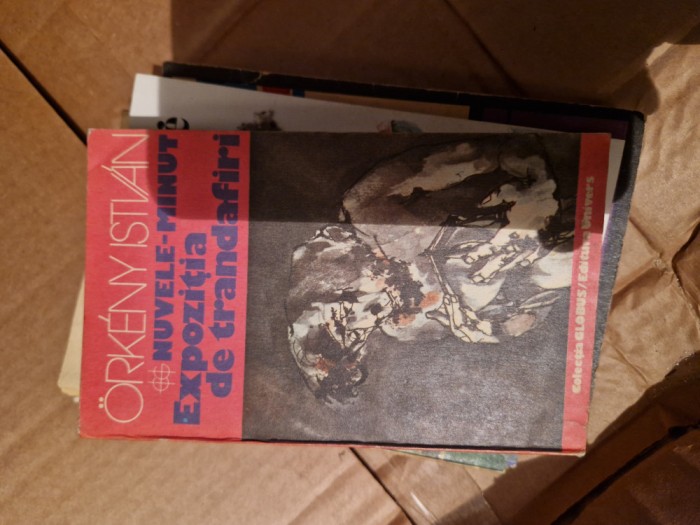 ÖRKÉNY ISTVÁN
NUVELE-MINUT
Expoziția
de trandafiri
Colecția GLOBUS/Editura Univers